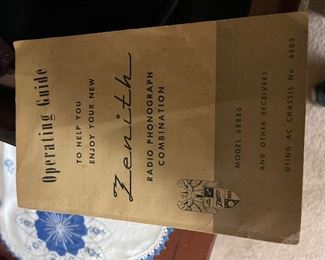 Operating Guide
TO HELP YOU
ENJOY YOUR NEW
Zenith
RADIO PHONOGRAPH
COMBINATION
MODEL 6R886
AND OTHER RECEIVERS
USING AC CHASSIS No. 6E02